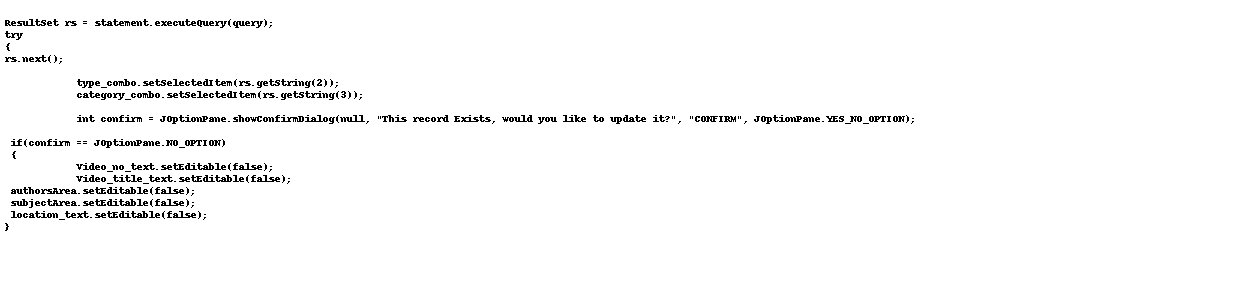 ResultSet rs = statement.executeQuery(query);
try
{
rs.next();
type_combo.setSelectedItem(rs.getString(2));
category_combo.setSelectedItem(rs.getString(3));
int confirm = JOptionPane.showConfirmDialog(null, "This record Exists, would you like to update it?", "CONFIRM", JOptionPane.YES_NO_OPTION);
if(confirm == JOptionPane.NO_OPTION)
{
Video_no_text.setEditable(false);
Video_title_text.setEditable(false);
authorsArea.setEditable(false);
subjectArea.setEditable(false);
location_text.setEditable(false);
}